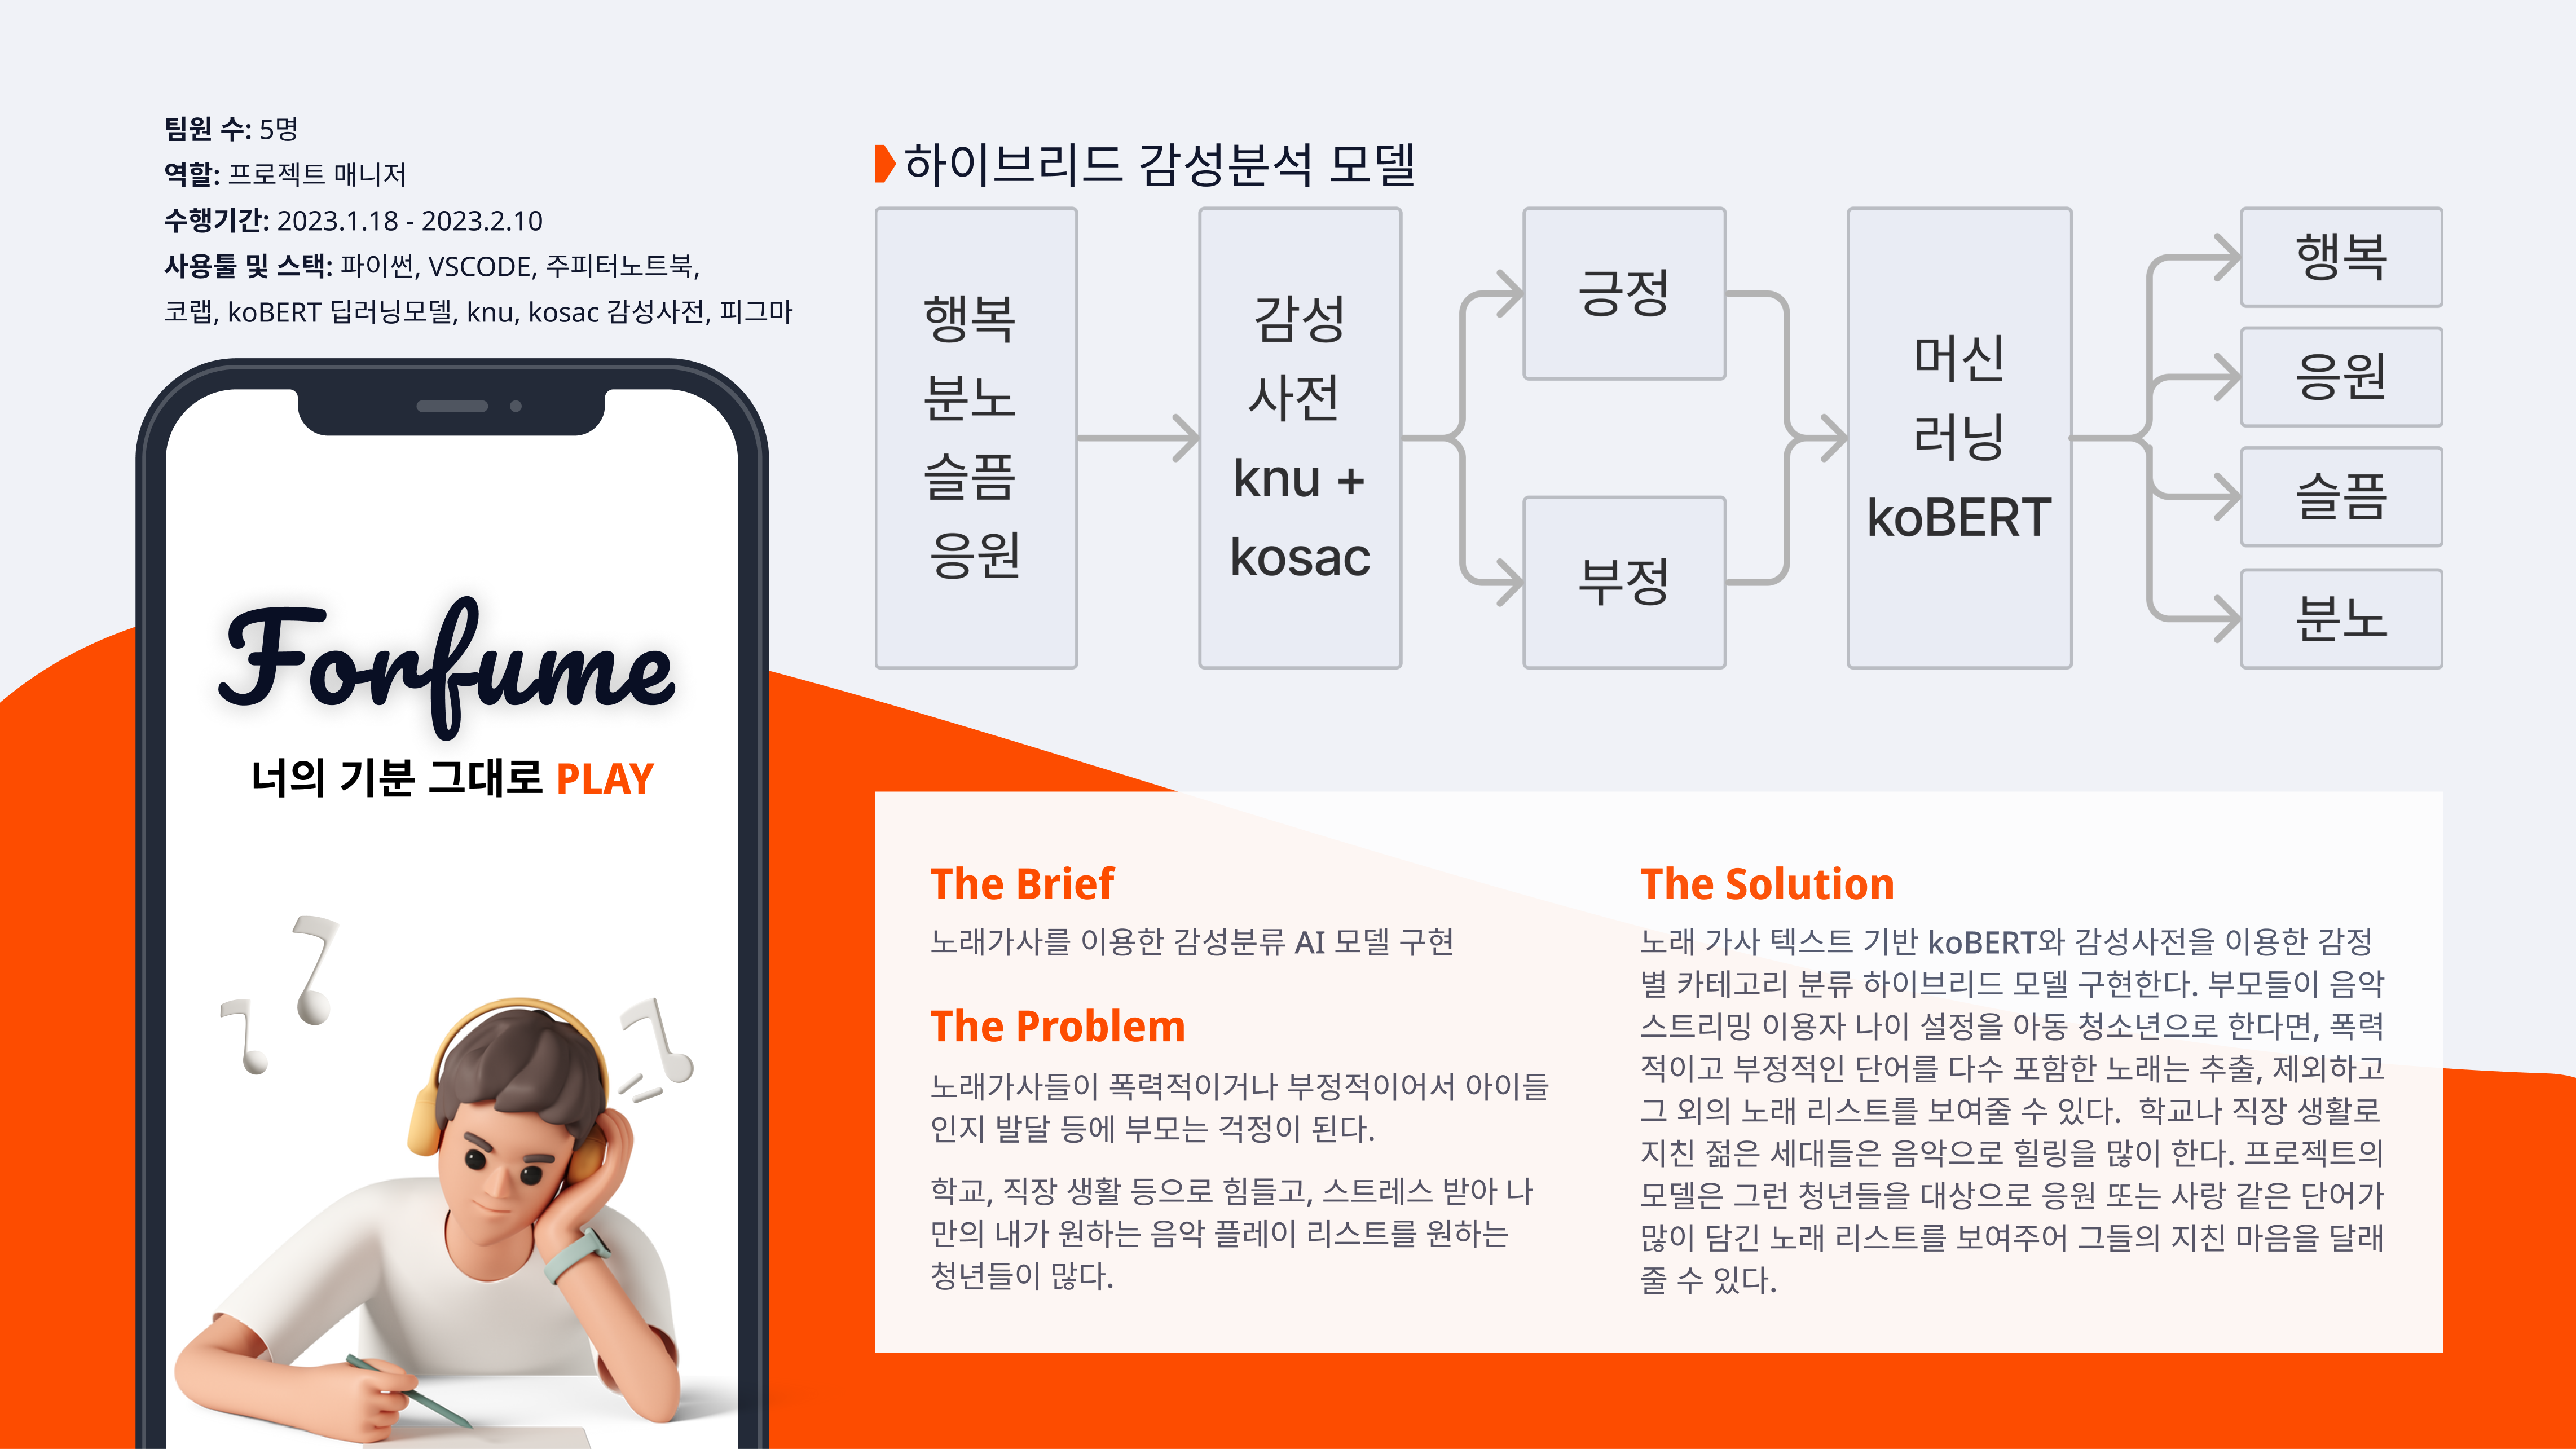 팀원 수: 5명
역할: 프로젝트 매니저
수행기간: 2023.1.18 - 2023.2.10
사용툴 및 스택: 파이썬, VSCODE, 주피터노트북,
코랩, koBERT 딥러닝모델, knu, kosac 감성사전, 피그마
Forfume
너의 기분 그대로 PLAY
하이브리드 감성분석 모델
행복
분노
슬픔
응원
감성
사전
knu +
kosac
긍정
부정
머신
러닝
koBERT
행복
응원
슬픔
분노
The Brief
노래가사를 이용한 감성분류 AI 모델 구현
The Problem
노래가사들이 폭력적이거나 부정적이어서 아이들
인지 발달 등에 부모는 걱정이 된다.
학교, 직장 생활 등으로 힘들고, 스트레스 받아 나
만의 내가 원하는 음악 플레이 리스트를 원하는
청년들이 많다.
The Solution
노래 가사 텍스트 기반 koBERT와 감성사전을 이용한 감정
별 카테고리 분류 하이브리드 모델 구현한다. 부모들이 음악
스트리밍 이용자 나이 설정을 아동 청소년으로 한다면, 폭력
적이고 부정적인 단어를 다수 포함한 노래는 추출, 제외하고
그 외의 노래 리스트를 보여줄 수 있다. 학교나 직장 생활로
지친 젊은 세대들은 음악으로 힐링을 많이 한다. 프로젝트의
모델은 그런 청년들을 대상으로 응원 또는 사랑 같은 단어가
많이 담긴 노래 리스트를 보여주어 그들의 지친 마음을 달래
줄 수 있다.